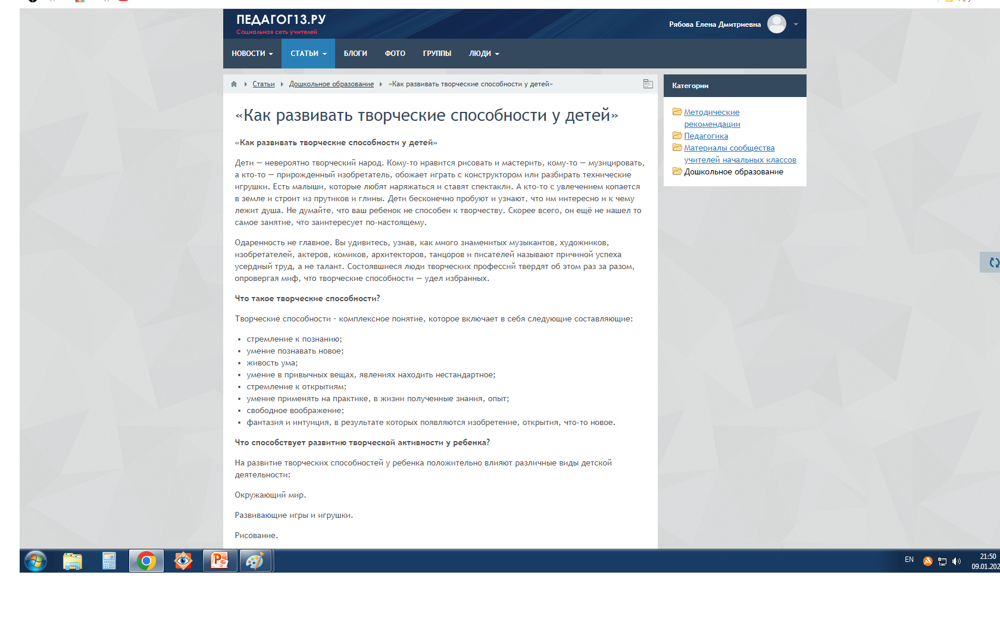 ПЕДАГОГ13.РУ
Социальная сеть учителей
Рябова Елена Дмитриевна
НОВОСТИ СТАТЬИ БЛОГИ ФОТО ГРУППЫ ЛЮДИ
Статьи Дошкольное образование «Как развивать творческие способности у детей»
«Как развивать творческие способности у детей»
«Как развивать творческие способности у детей»
Дети — невероятно творческий народ. Кому-то нравится рисовать и мастерить, кому-то — музицировать,
а кто-то — прирожденный изобретатель, обожает играть с конструктором или разбирать технические
игрушки. Есть малыши, которые любят наряжаться и ставят спектакли. А кто-то с увлечением копается
в земле и строит из прутиков и глины. Дети бесконечно пробуют и узнают, что им интересно и к чему
лежит душа. Не думайте, что ваш ребенок не способен к творчеству. Скорее всего, он ещё не нашел то
самое занятие, что заинтересует по-настоящему.
Одаренность не главное. Вы удивитесь, узнав, как много знаменитых музыкантов, художников,
изобретателей, актеров, комиков, архитекторов, танцоров и писателей называют причиной успеха
усердный труд, а не талант. Состоявшиеся люди творческих профессий твердят об этом раз за разом,
опровергая миф, что творческие способности — удел избранных.
Что такое творческие способности?
Творческие способности – комплексное понятие, которое включает в себя следующие составляющие:
• стремление к познанию;
• умение познавать новое;
• живость ума;
• умение в привычных вещах, явлениях находить нестандартное;
• стремление к открытиям;
• умение применять на практике, в жизни полученные знания, опыт;
• свободное воображение;
• фантазия и интуиция, в результате которых появляются изобретение, открытия, что-то новое.
Что способствует развитию творческой активности у ребенка?
На развитие творческих способностей у ребенка положительно влияют различные виды детской
деятельности:
Окружающий мир.
Развивающие игры и игрушки.
Рисование.
Категории
Методические
рекомендации
Педагогика
Материалы сообщества
учителей начальных классов
Дошкольное образование
EN
21:50
09.01.202